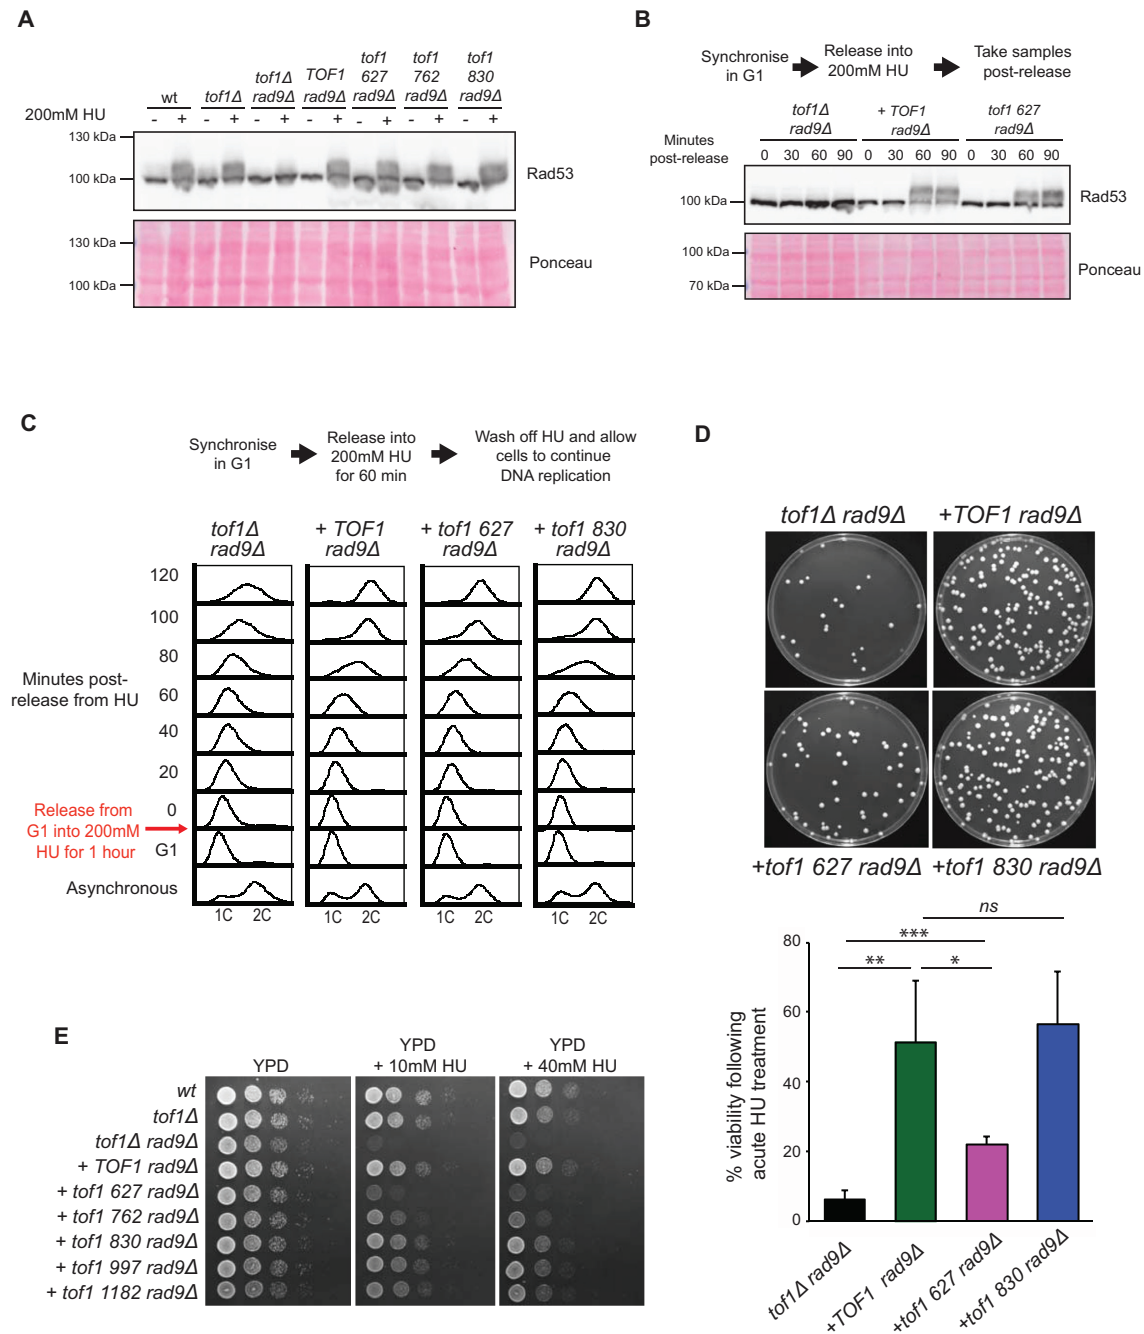 A
wt
tof1Δ
tof1Δ
rad9Δ
TOF1
rad9Δ
tof1
627
rad9Δ
tof1
762
rad9Δ
tof1
830
rad9Δ
200mM HU
- + - + - + - + - + - + - +
130 kDa
100 kDa
Rad53
130 kDa
100 kDa
Ponceau
B
Synchronise
in G1
Release into
200mM HU
Take samples
post-release
tof1Δ
rad9Δ
+ TOF1
rad9Δ
tof1 627
rad9Δ
Minutes
post-release
0 30 60 90 0 30 60 90 0 30 60 90
100 kDa
Rad53
100 kDa
70 kDa
Ponceau
C
Synchronise
in G1
Release into
200mM HU
for 60 min
Wash off HU and allow
cells to continue
DNA replication
tof1Δ
rad9Δ
+ TOF1
rad9Δ
+ tof1 627
rad9Δ
+ tof1 830
rad9Δ
120
100
80
Minutes post-
release from HU
60
40
20
0
Release from
G1 into 200mM
HU for 1 hour
G1
Asynchronous
1C 2C 1C 2C 1C 2C 1C 2C
D
tof1Δ rad9Δ
+TOF1 rad9Δ
+tof1 627 rad9Δ
+tof1 830 rad9Δ
ns
***
** *
% viability following
acute HU treatment
80
60
40
20
0
tof1Δ rad9Δ
+TOF1 rad9Δ
+tof1 627 rad9Δ
+tof1 830 rad9Δ
E
YPD
YPD
+ 10mM HU
YPD
+ 40mM HU
wt
tof1Δ
tof1Δ rad9Δ
+ TOF1 rad9Δ
+ tof1 627 rad9Δ
+ tof1 762 rad9Δ
+ tof1 830 rad9Δ
+ tof1 997 rad9Δ
+ tof1 1182 rad9Δ